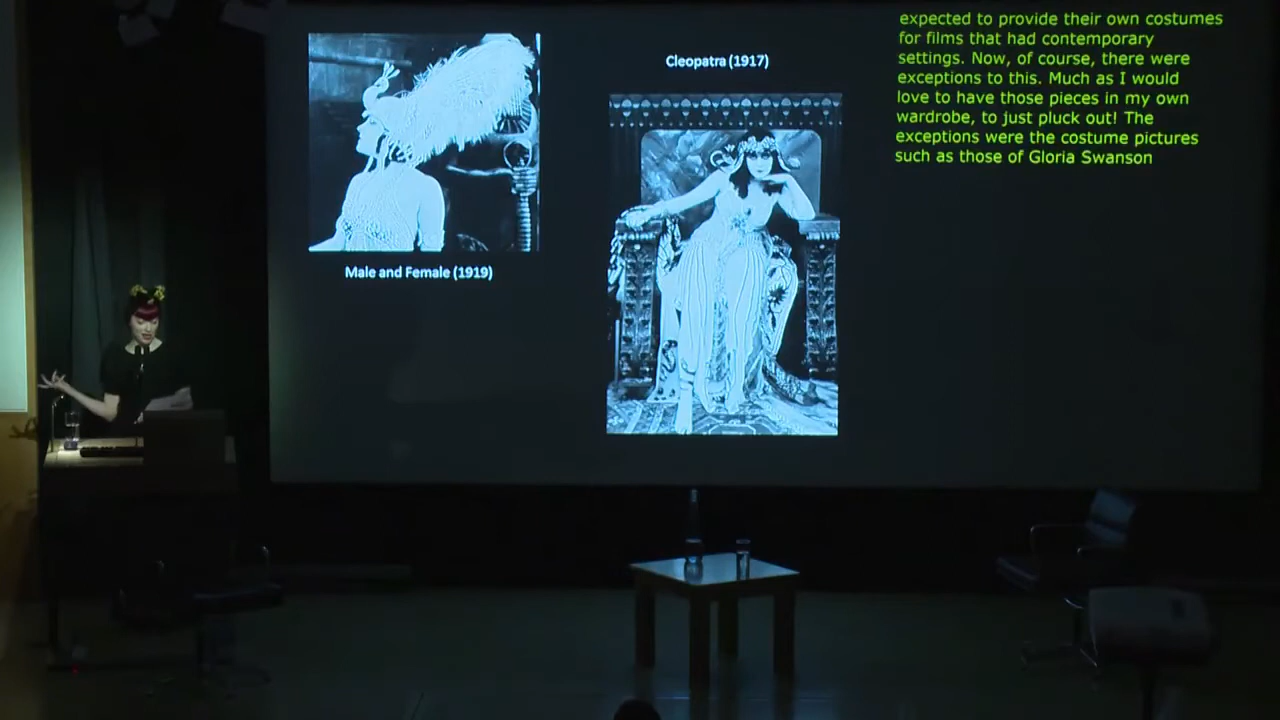 Male and Female (1919)
Cleopatra (1917)
expected to provide their own costumes
for films that had contemporary
settings. Now, of course, there were
exceptions to this. Much as I would
love to have those pieces in my own
wardrobe, to just pluck out! The
exceptions were the costume pictures
such as those of Gloria Swanson